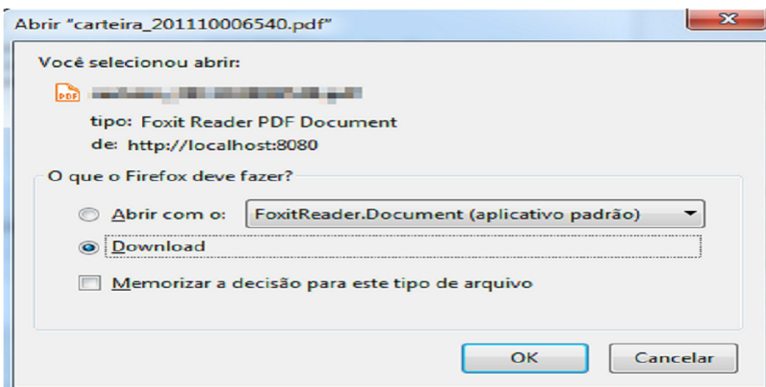 Abrir "carteira_201110006540.pdf"
Você selecionou abrir:
PDF
tipo: Foxit Reader PDF Document
de: http://localhost:8080
O que o Firefox deve fazer?
Abrir com o: FoxitReader.Document (aplicativo padrão)
Download
Memorizar a decisão para este tipo de arquivo
OK Cancelar